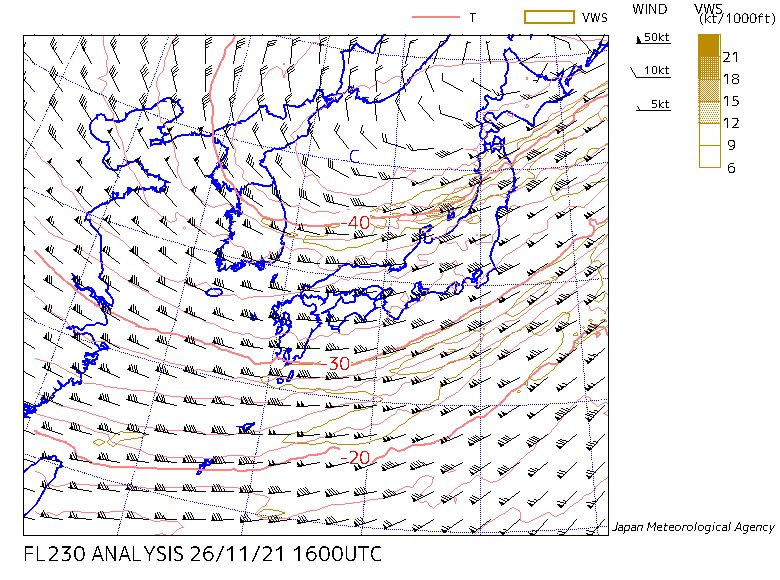 T
VWS
WIND
50kt
10kt
5kt
VWS
(kt/1000ft)
21
18
15
12
9
6
C
-40
30
-20
Japan Meteorological Agency
FL230 ANALYSIS 26/11/21 1600UTC